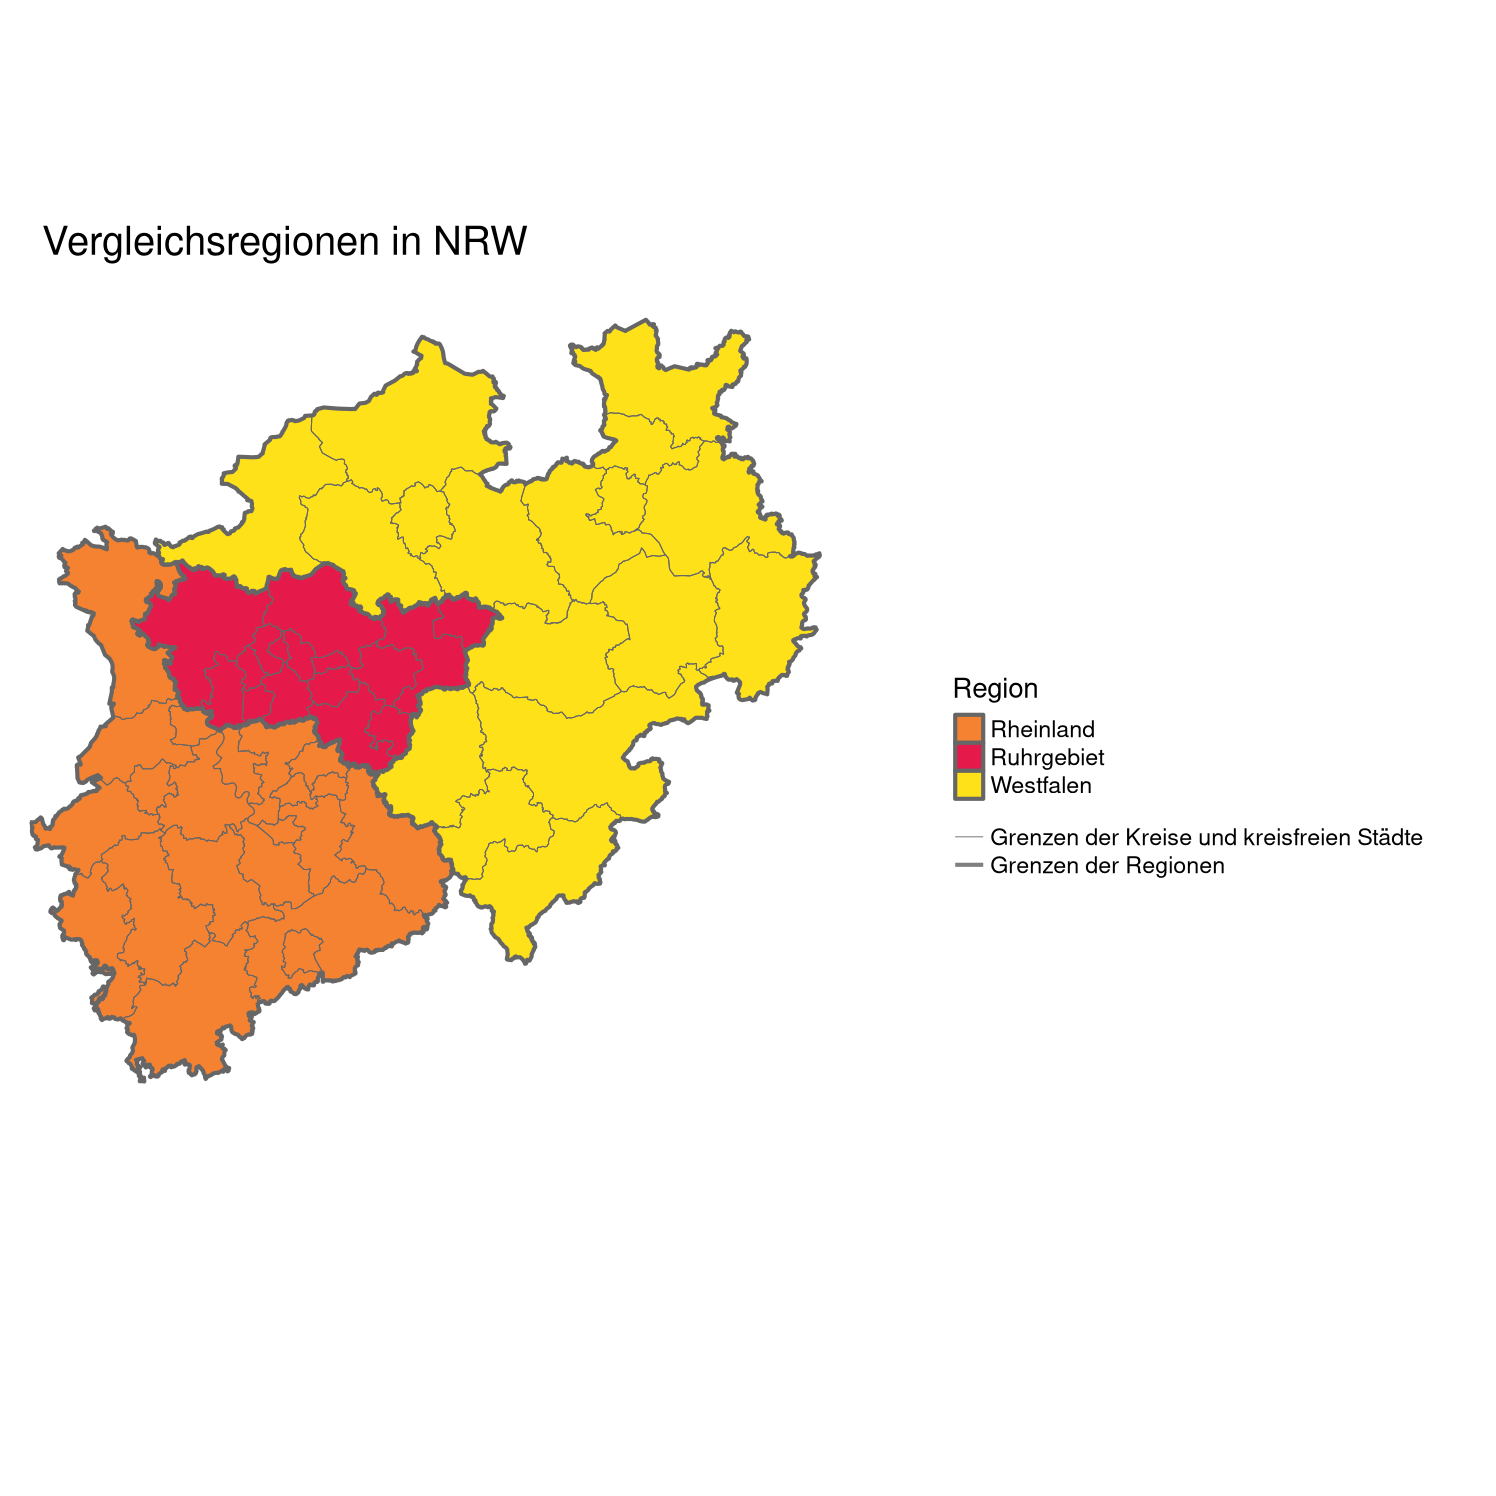 Vergleichsregionen in NRW
Region
Rheinland
Ruhrgebiet
Westfalen
Grenzen der Kreise und kreisfreien Städte
Grenzen der Regionen